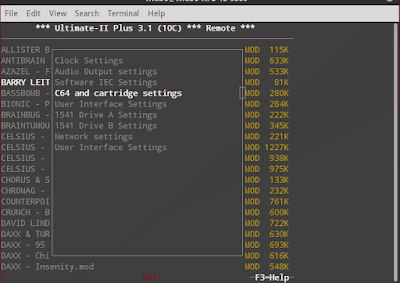 File Edit View Search Terminal Help
*** Ultimate-II Plus 3.1 (10C) *** Remote ***
ALLISTER B MOD 115K
ANTIBRAIN Clock Settings MOD 633K
AZAZEL - F Audio Output settings MOD 533K
BARRY LEIT Software IEC Settings MOD 81K
BASSBOMB - C64 and cartridge settings MOD 280K
BIONIC - P User Interface Settings MOD 284K
BRAINBUG - 1541 Drive A Settings MOD 222K
BRAINTUMOU 1541 Drive B Settings MOD 345K
CELSIUS - Network settings MOD 221K
CELSIUS - User Interface Settings MOD 1227K
CELSIUS - MOD 938K
CELSIUS - MOD 975K
CHORUS & S MOD 133K
CHROMAG - MOD 232K
COUNTERPOI MOD 761K
CRUNCH - B MOD 600K
DAVID LIND MOD 722K
DAXX & TUR MOD 630K
DAXX - 95 MOD 693K
DAXX - Chi MOD 616K
DAXX - Insenity.mod MOD 548K
F3=Help